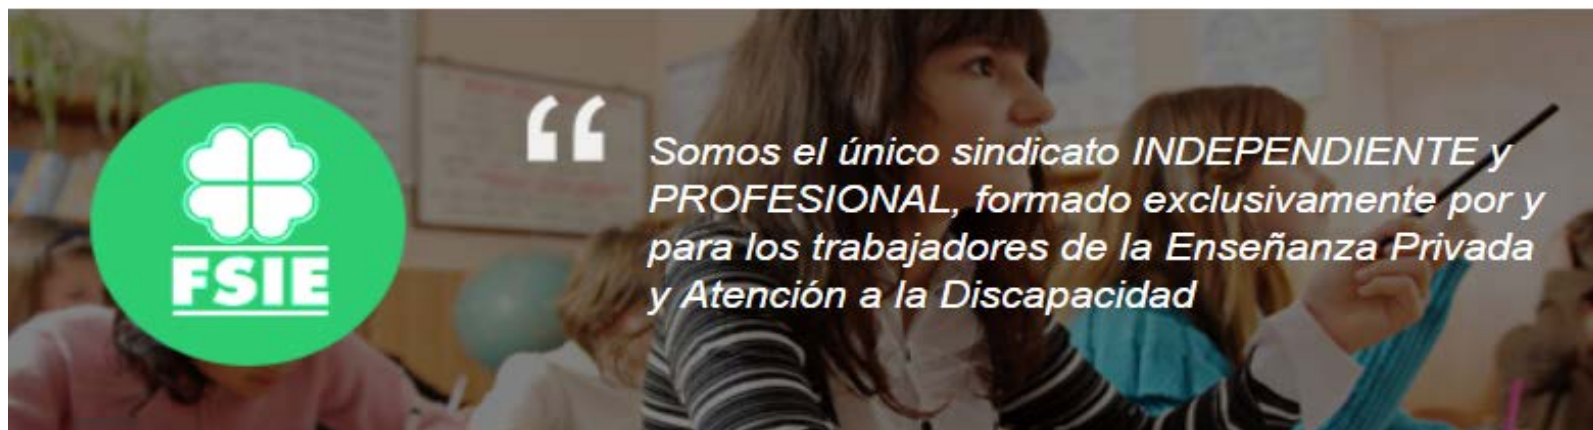 FSIE
“
Somos el único sindicato INDEPENDIENTE y
PROFESIONAL, formado exclusivamente por y
para los trabajadores de la Enseñanza Privada
y Atención a la Discapacidad